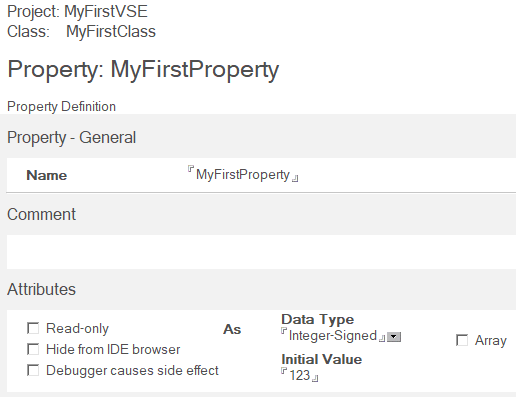 Project: MyFirstVSE
Class: MyFirstClass
Property: MyFirstProperty
Property Definition
Property - General
Name MyFirstProperty
Comment
Attributes
Data Type
Read-only As Integer-Signed Array
Hide from IDE browser Initial Value
Debugger causes side effect 123